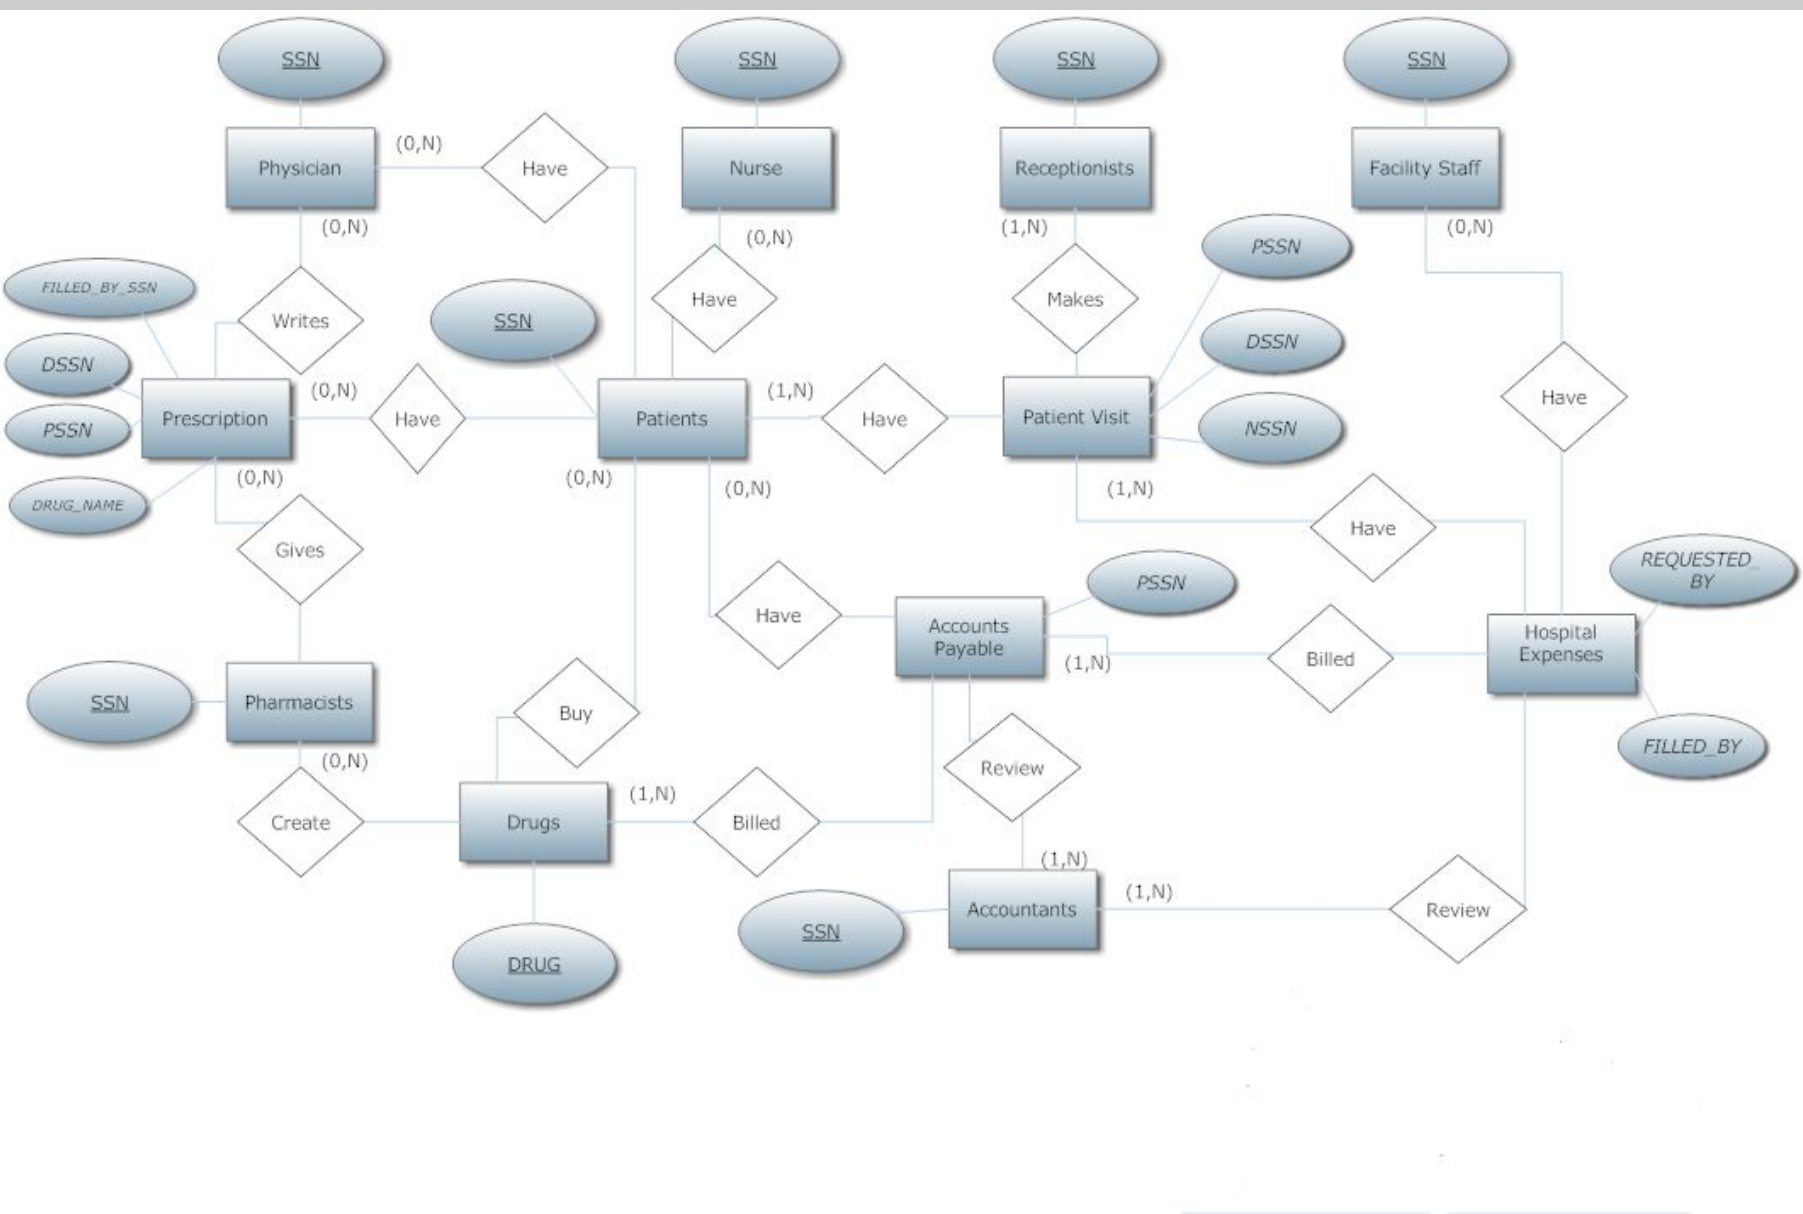 SSN
SSN
SSN
SSN
Physician
(0,N)
Have
Nurse
Receptionists
Facility Staff
(0,N)
(0,N)
(1,N)
(0,N)
PSSN
FILLED_BY_SSN
Writes
SSN
Have
Makes
DSSN
DSSN
Prescription
(0,N)
Have
Patients
(1,N)
Have
Patient Visit
Have
PSSN
NSSN
DRUG_NAME
(0,N)
(0,N)
(0,N)
(1,N)
Have
Gives
REQUESTED_
BY
PSSN
Have
Accounts
Payable
(1,N)
Billed
Hospital
Expenses
SSN
Pharmacists
Buy
FILLED_BY
(0,N)
Review
Create
Drugs
(1,N)
Billed
(1,N)
SSN
Accountants
(1,N)
Review
DRUG